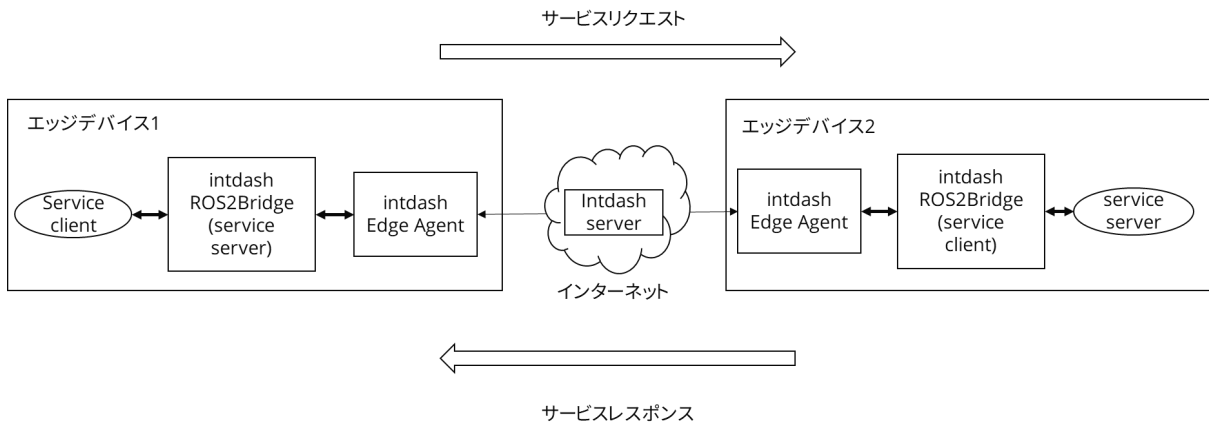 サービスリクエスト
エッジデバイス1
Service
client
intdash
ROS2Bridge
(service
server)
intdash
Edge Agent
Intdash
server
インターネット
エッジデバイス2
intdash
Edge Agent
intdash
ROS2Bridge
(service
client)
service
server
サービスレスポンス